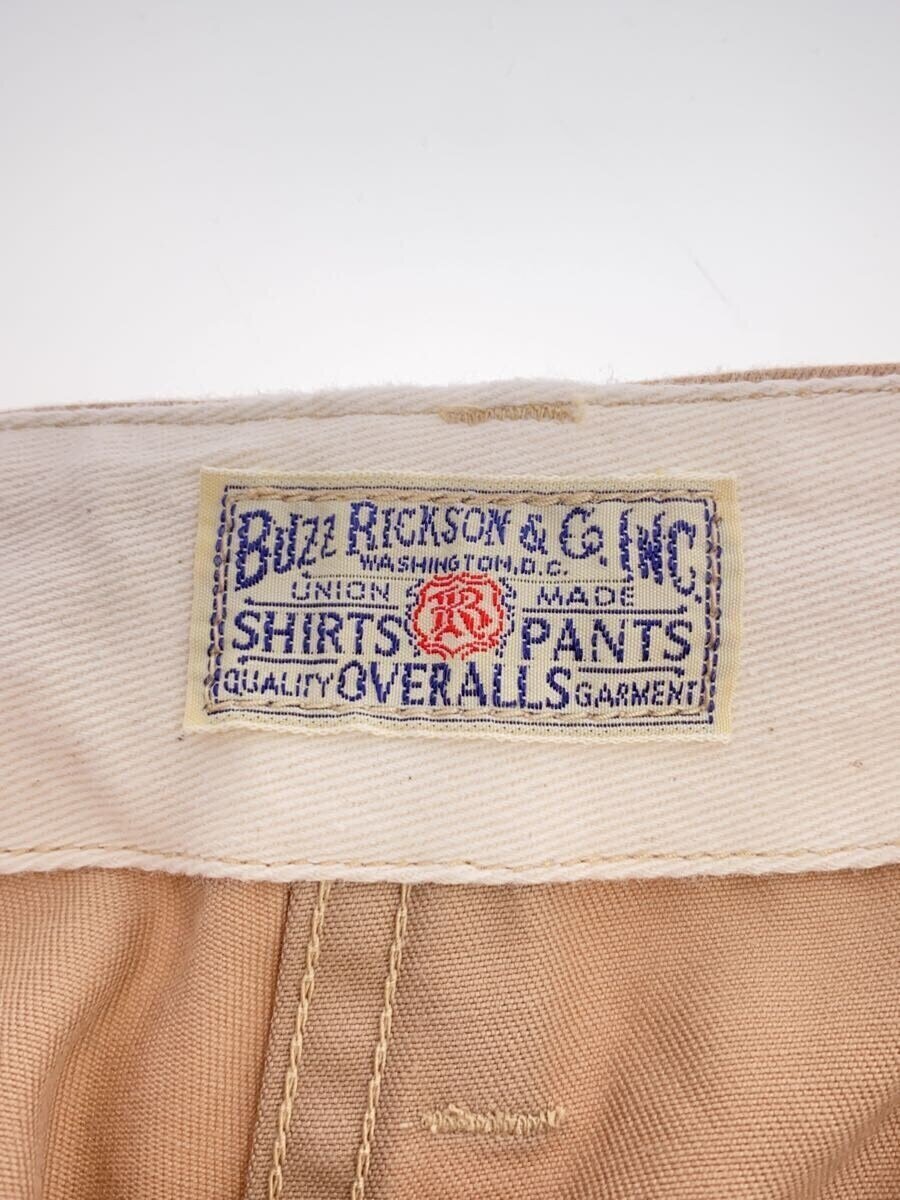 BUZZ RICKSON & Co. INC.
WASHINGTON.D.C.
UNION MADE
SHIRTS R PANTS
QUALITY OVERALLS GARMENT